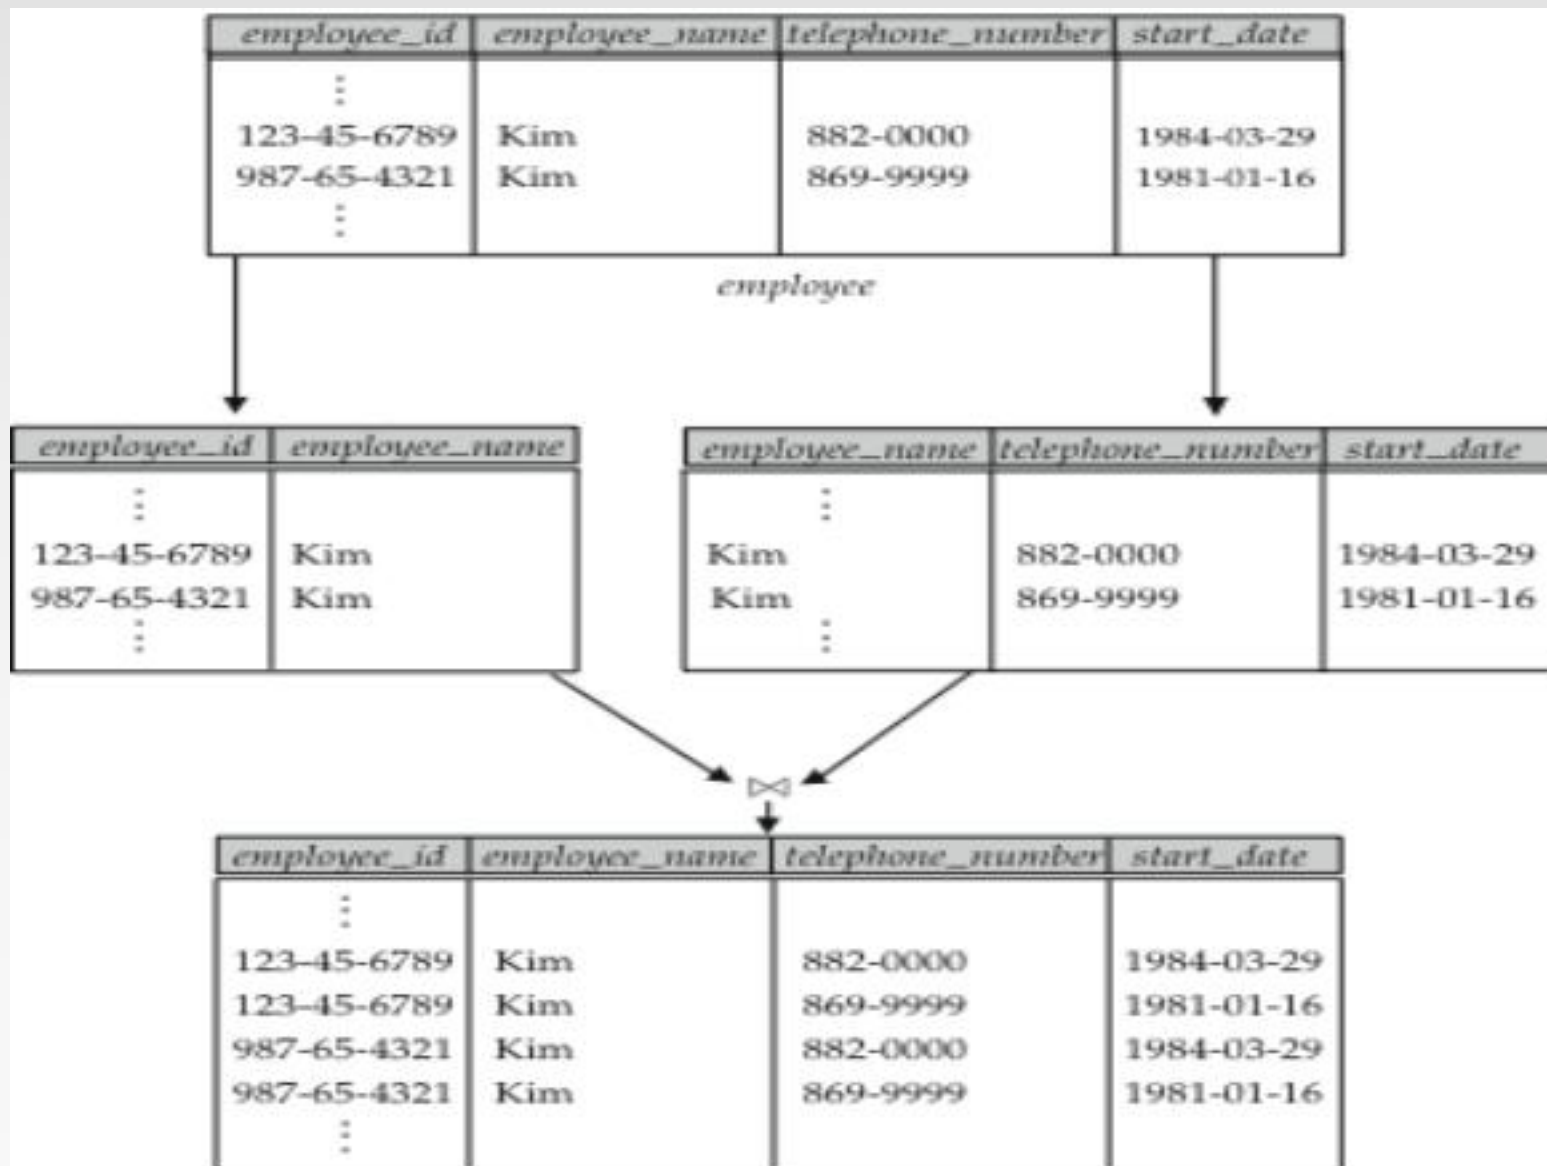 employee_id employee_name telephone_number start_date
⋮
123-45-6789 Kim 882-0000 1984-03-29
987-65-4321 Kim 869-9999 1981-01-16
⋮
employee
employee_id employee_name
⋮
123-45-6789 Kim
987-65-4321 Kim
⋮
employee_name telephone_number start_date
⋮
Kim 882-0000 1984-03-29
Kim 869-9999 1981-01-16
⋮
⋈
employee_id employee_name telephone_number start_date
⋮
123-45-6789 Kim 882-0000 1984-03-29
123-45-6789 Kim 869-9999 1981-01-16
987-65-4321 Kim 882-0000 1984-03-29
987-65-4321 Kim 869-9999 1981-01-16
⋮